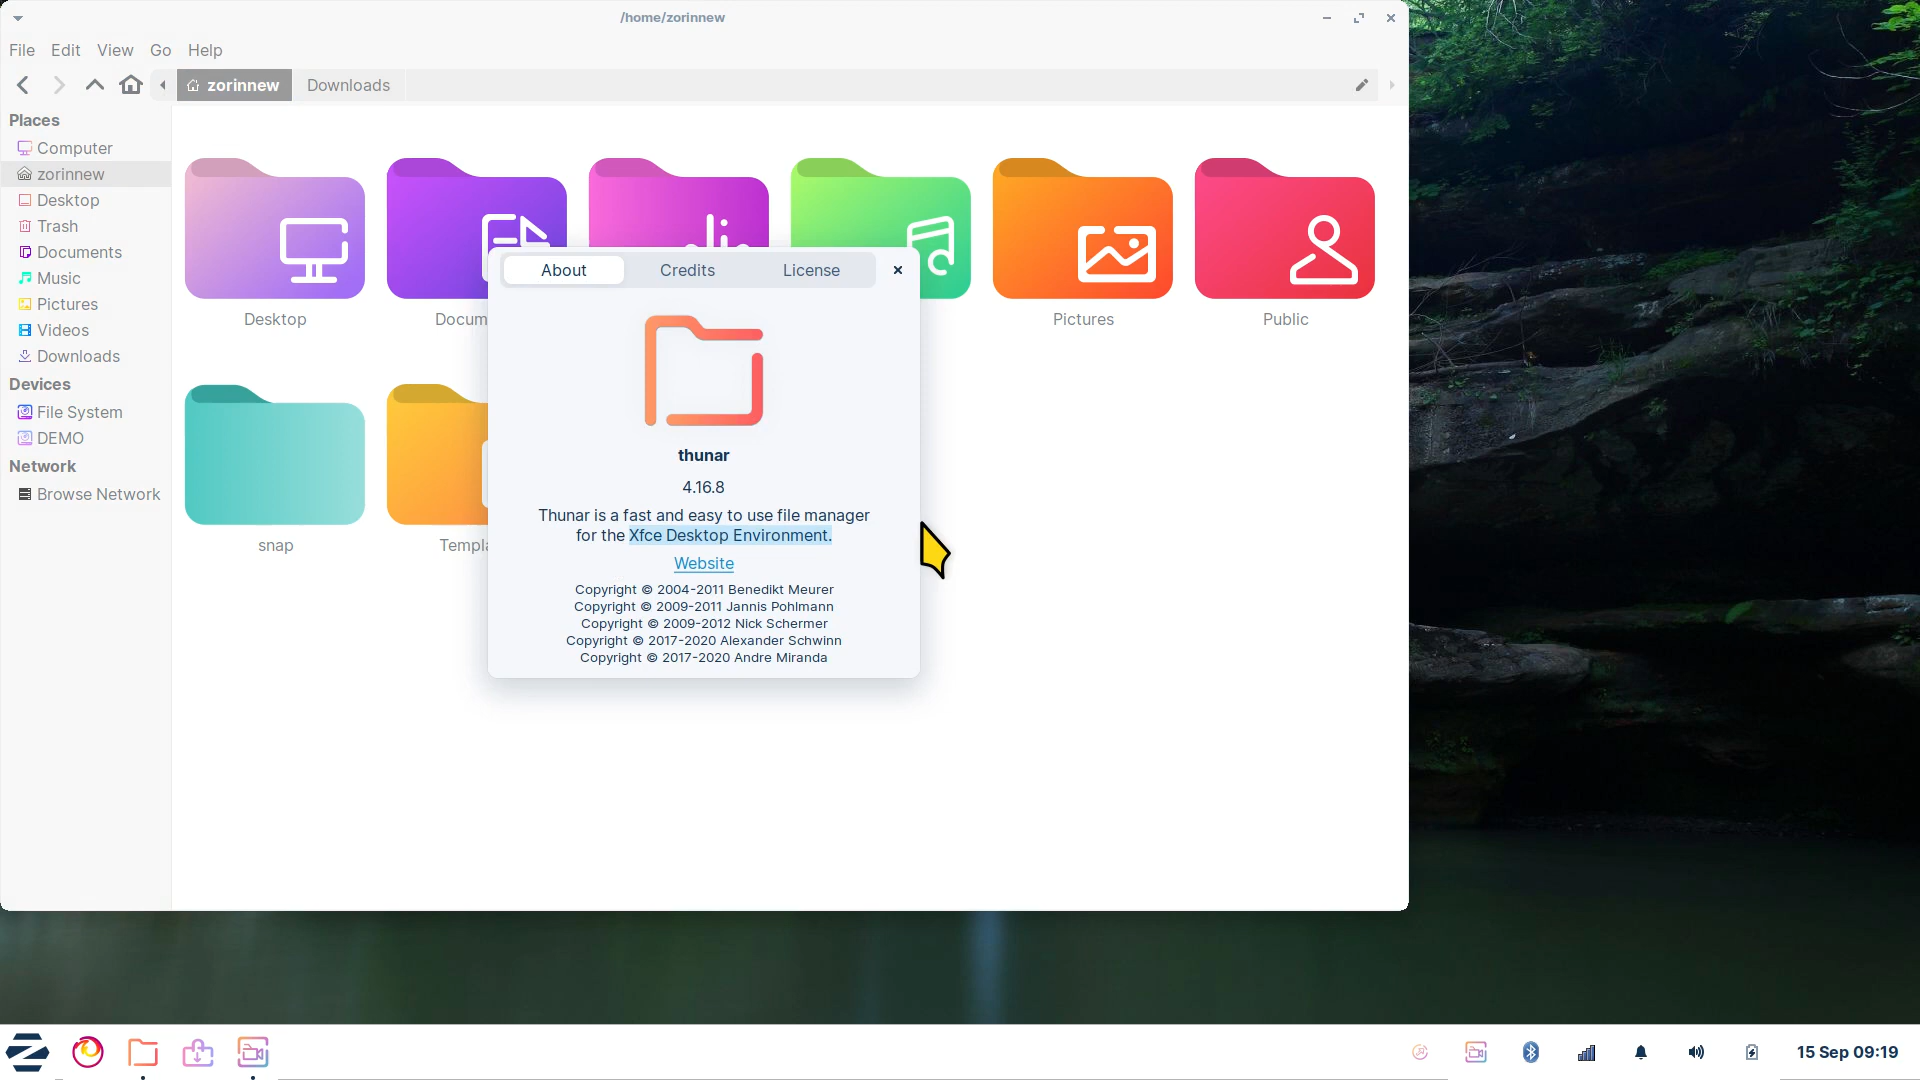 /home/zorinnew
File Edit View Go Help
zorinnew Downloads
Places
Computer
zorinnew
Desktop
Trash
Documents
Music
Pictures
Videos
Downloads
Devices
File System
DEMO
Network
Browse Network
Desktop
Docum
Pictures
Public
snap
Templa
About Credits License
thunar
4.16.8
Thunar is a fast and easy to use file manager
for the Xfce Desktop Environment.
Website
Copyright © 2004-2011 Benedikt Meurer
Copyright © 2009-2011 Jannis Pohlmann
Copyright © 2009-2012 Nick Schermer
Copyright © 2017-2020 Alexander Schwinn
Copyright © 2017-2020 Andre Miranda
15 Sep 09:19